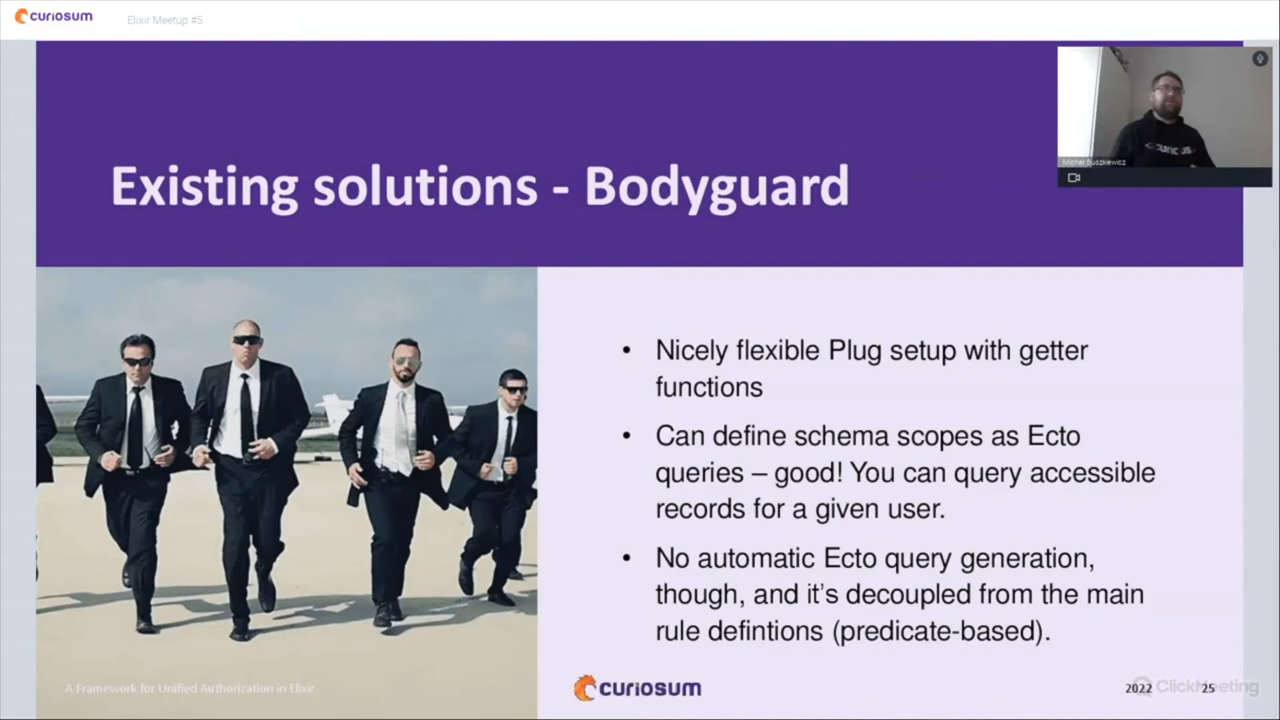 curiosum
Elixir Meetup #5
Existing solutions - Bodyguard
Michał Buszkiewicz
• Nicely flexible Plug setup with getter
functions
• Can define schema scopes as Ecto
queries – good! You can query accessible
records for a given user.
• No automatic Ecto query generation,
though, and it’s decoupled from the main
rule defintions (predicate-based).
A Framework for Unified Authorization in Elixir
curiosum
2022
ClickMeeting
25